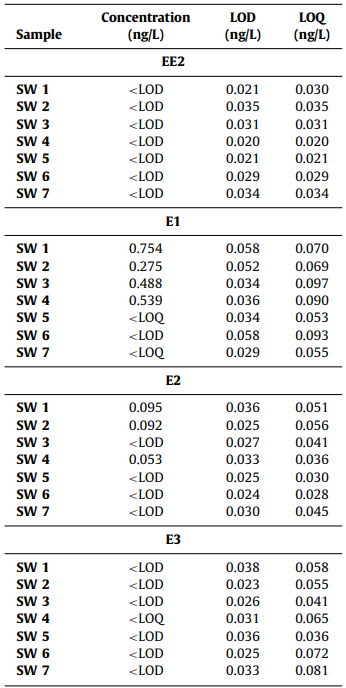 Concentration LOD LOQ
Sample (ng/L) (ng/L) (ng/L)
EE2
SW 1 <LOD 0.021 0.030
SW 2 <LOD 0.035 0.035
SW 3 <LOD 0.031 0.031
SW 4 <LOD 0.020 0.020
SW 5 <LOD 0.021 0.021
SW 6 <LOD 0.029 0.029
SW 7 <LOD 0.034 0.034
E1
SW 1 0.754 0.058 0.070
SW 2 0.275 0.052 0.069
SW 3 0.488 0.034 0.097
SW 4 0.539 0.036 0.090
SW 5 <LOQ 0.034 0.053
SW 6 <LOD 0.058 0.093
SW 7 <LOQ 0.029 0.055
E2
SW 1 0.095 0.036 0.051
SW 2 0.092 0.025 0.056
SW 3 <LOD 0.027 0.041
SW 4 0.053 0.033 0.036
SW 5 <LOD 0.025 0.030
SW 6 <LOD 0.024 0.028
SW 7 <LOD 0.030 0.045
E3
SW 1 <LOD 0.038 0.058
SW 2 <LOD 0.023 0.055
SW 3 <LOD 0.026 0.041
SW 4 <LOQ 0.031 0.065
SW 5 <LOD 0.036 0.036
SW 6 <LOD 0.025 0.072
SW 7 <LOD 0.033 0.081